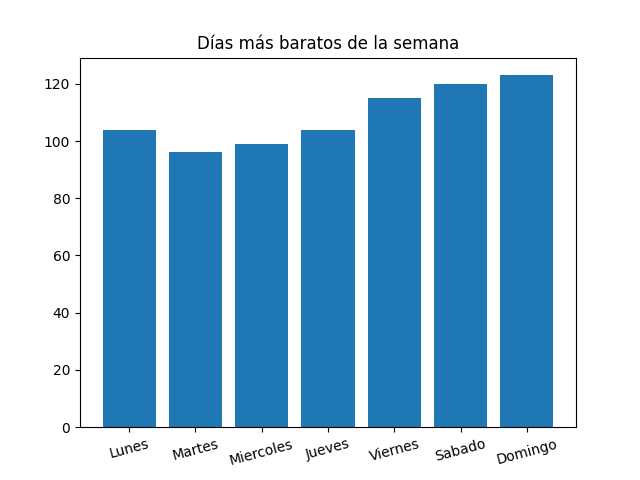 Días más baratos de la semana
120
100
80
60
40
20
0
Lunes
Martes
Miercoles
Jueves
Viernes
Sabado
Domingo